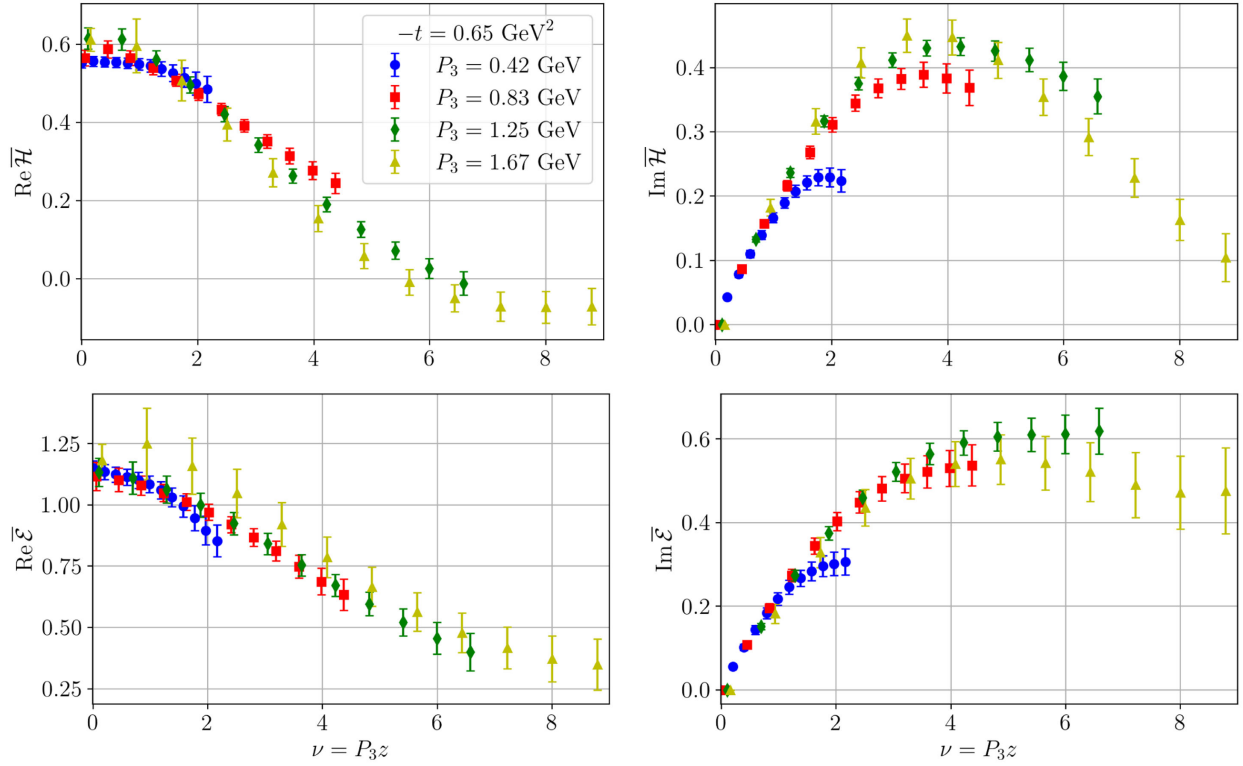 Re H̅
0.6
0.4
0.2
0.0
0 2 4 6 8
−t = 0.65 GeV²
P₃ = 0.42 GeV
P₃ = 0.83 GeV
P₃ = 1.25 GeV
P₃ = 1.67 GeV
Im H̅
0.4
0.3
0.2
0.1
0.0
0 2 4 6 8
Re E̅
1.25
1.00
0.75
0.50
0.25
0 2 4 6 8
ν = P₃z
Im E̅
0.6
0.4
0.2
0.0
0 2 4 6 8
ν = P₃z